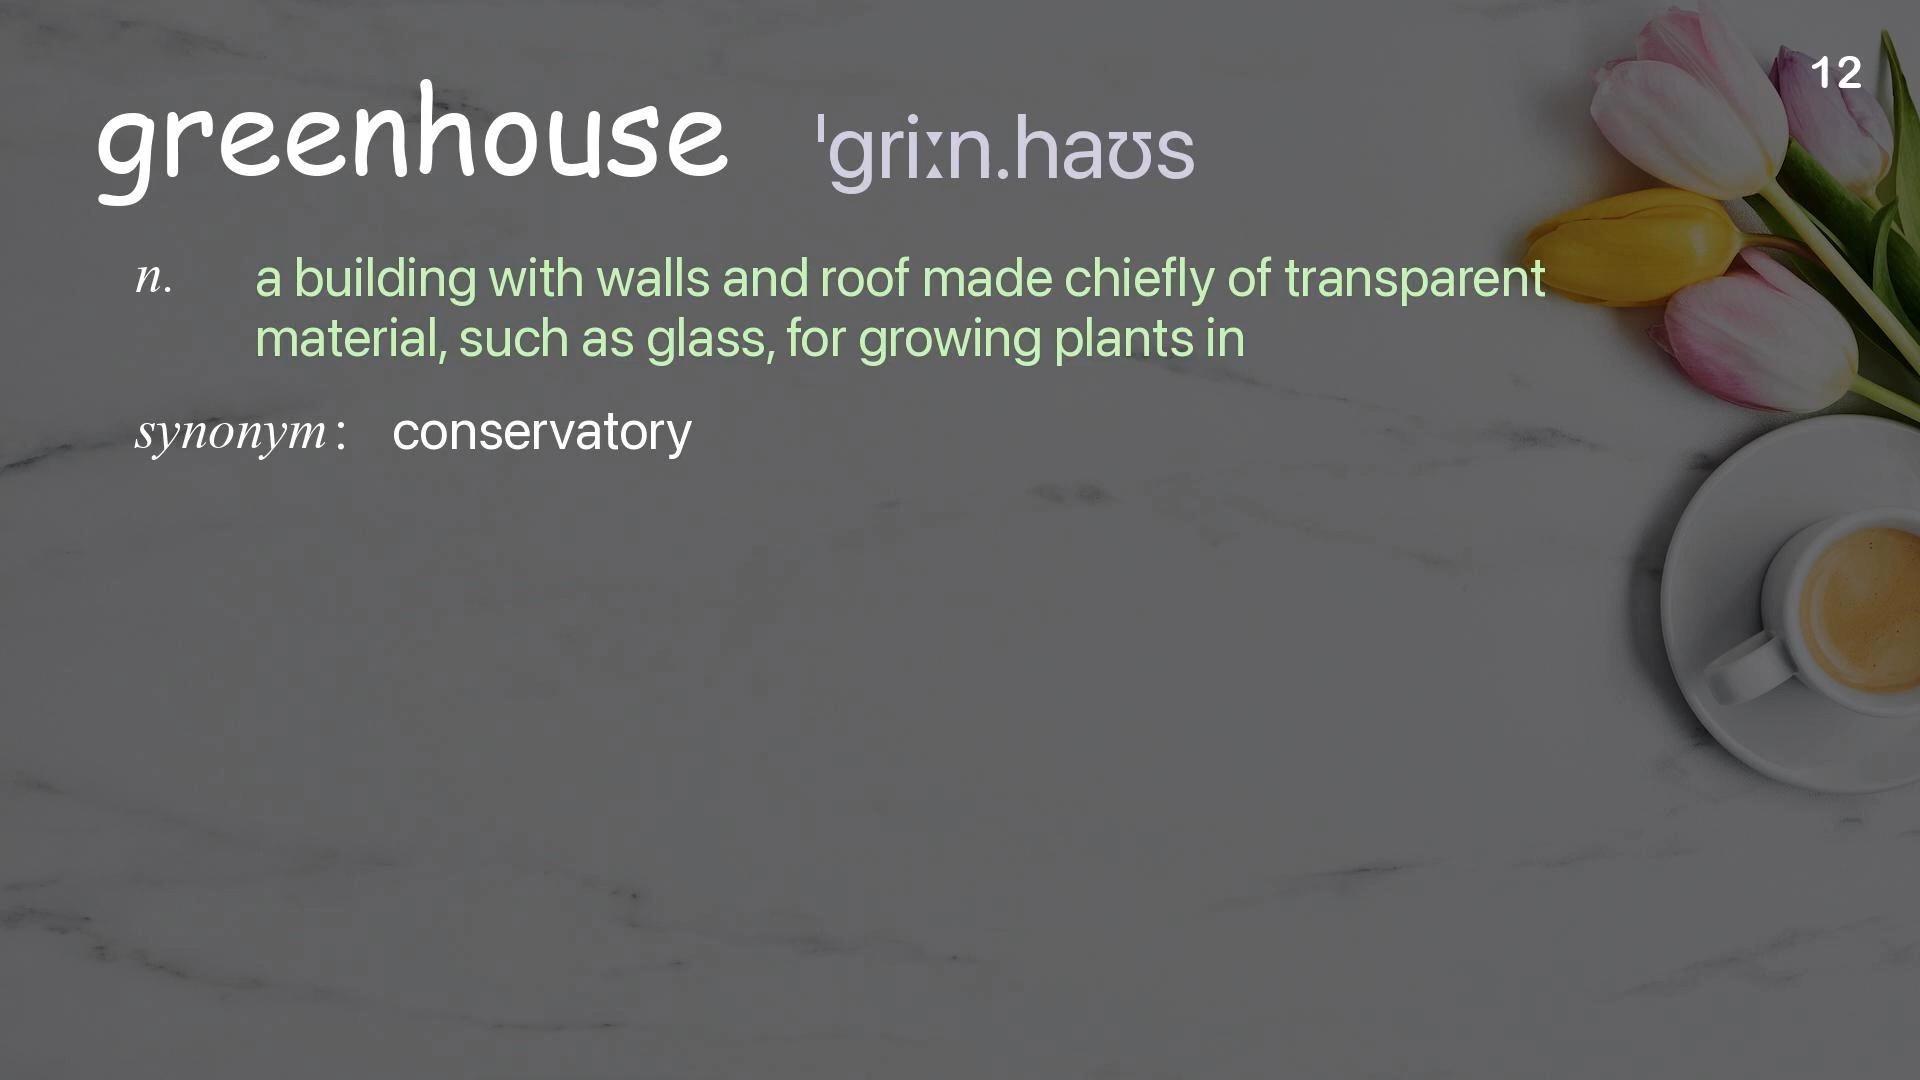 12
greenhouse ˈgriːn.haʊs
n. a building with walls and roof made chiefly of transparent
material, such as glass, for growing plants in
synonym: conservatory